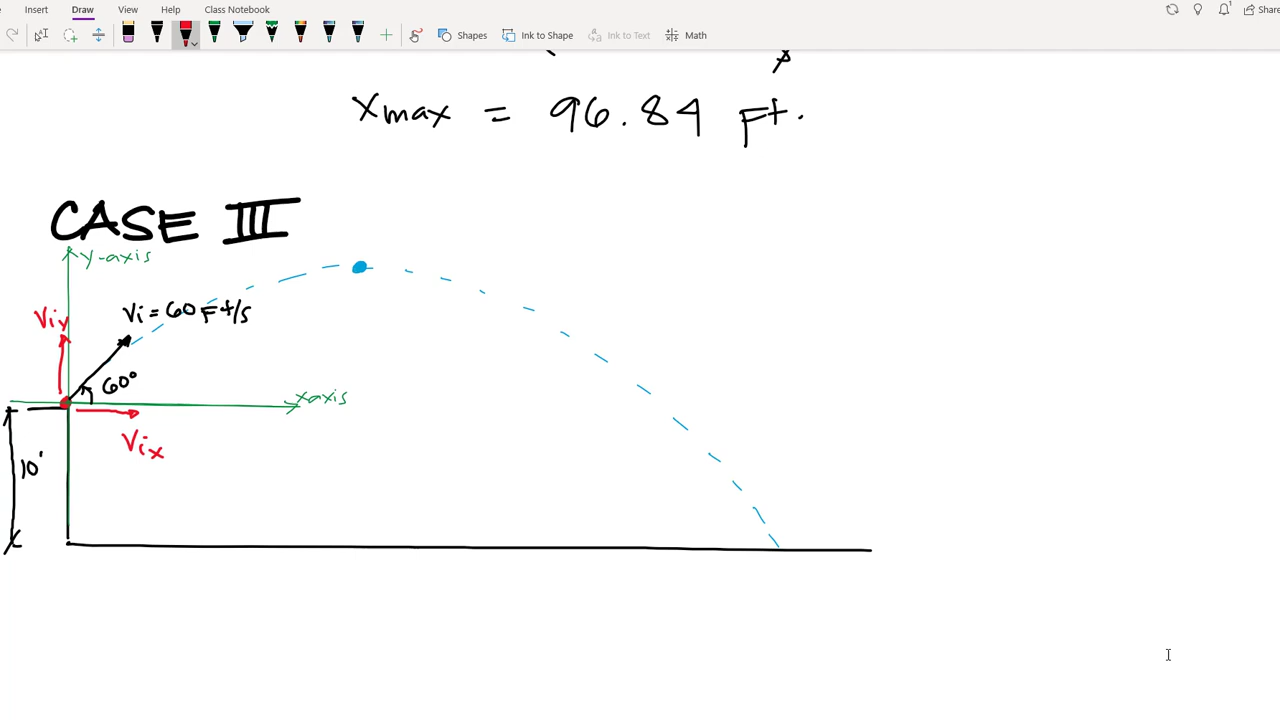 Insert Draw View Help Class Notebook Share
Shapes Ink to Shape Ink to Text Math
Xmax = 96.84 Ft.
CASE III
y-axis
Vi = 60 Ft/s
Viy
60°
x axis
Vix
10'